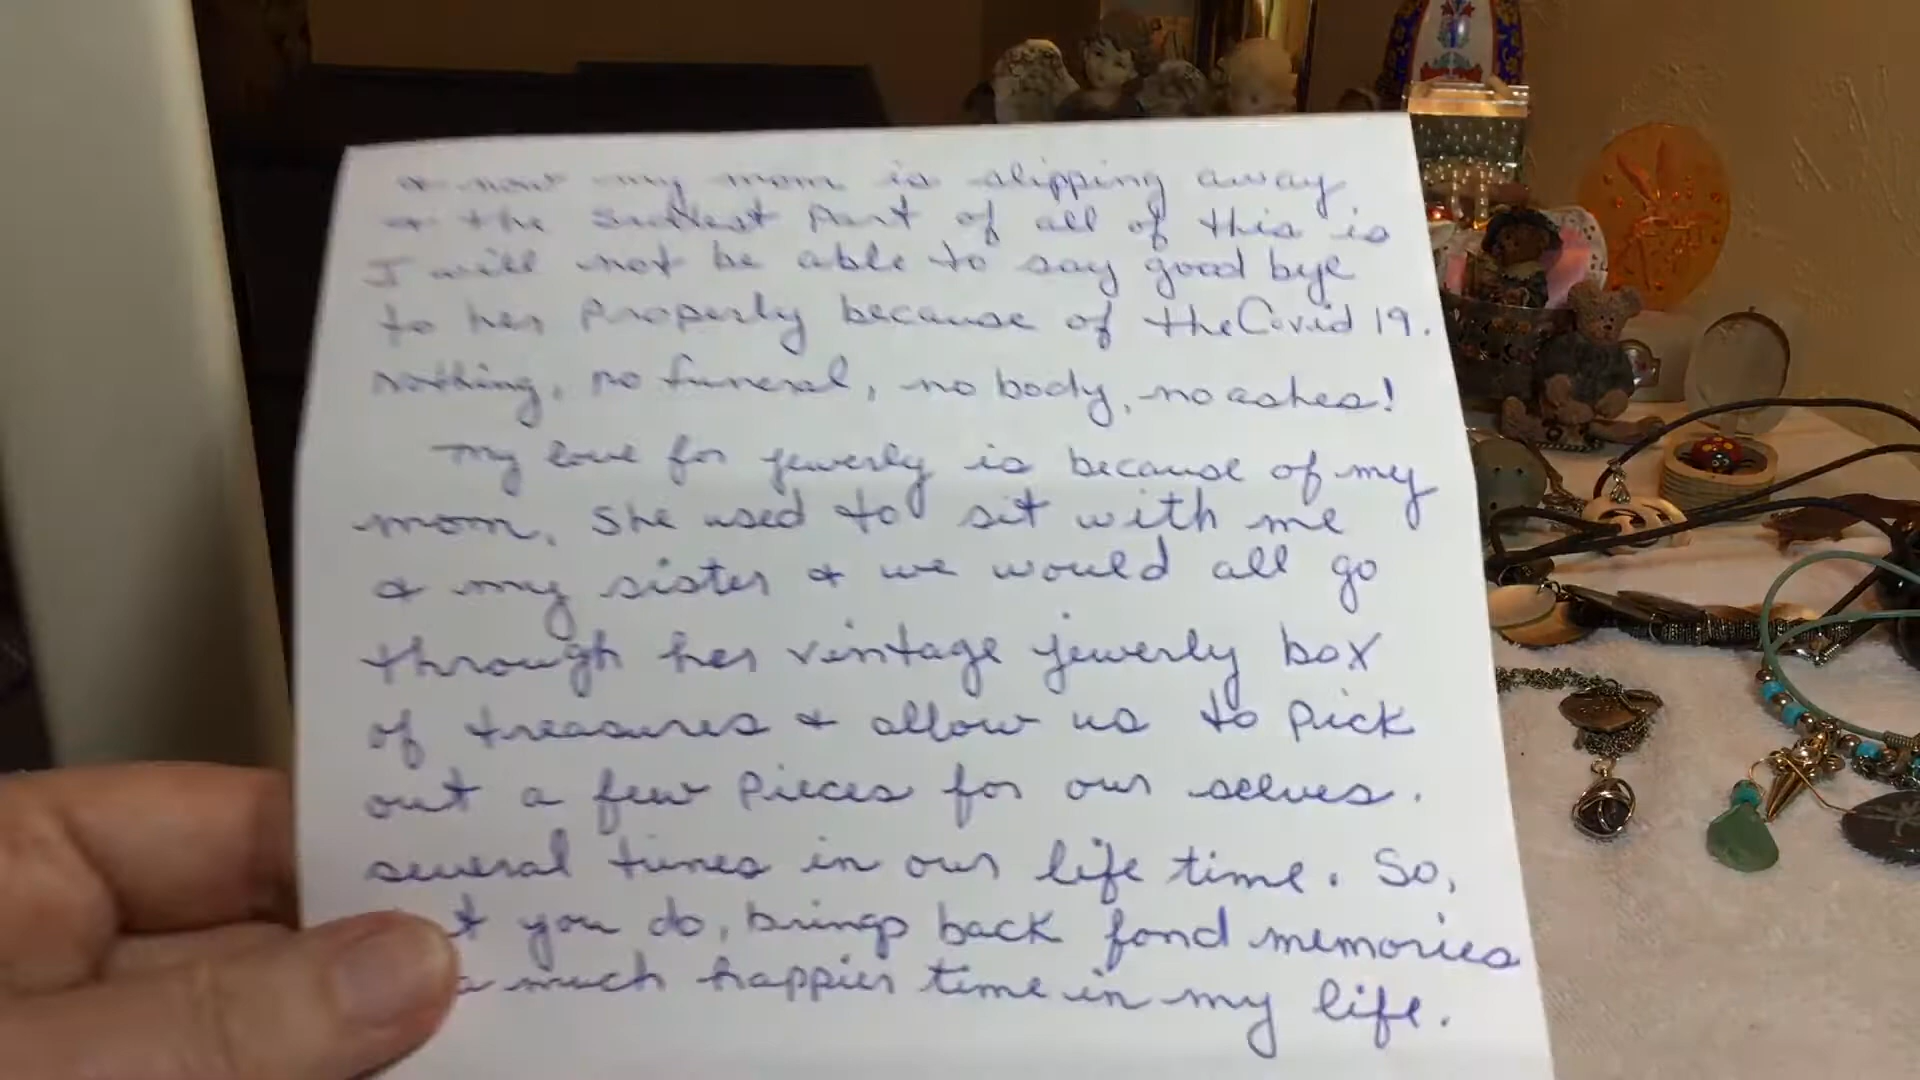 & now my mom is slipping away
& the saddest part of all of this is
I will not be able to say good bye
to her Properly because of the Covid 19.
nothing, no funeral, no body, no ashes!
My love for jewerly is because of my
mom. She used to sit with me
& my sister & we would all go
through her vintage jewerly box
of treasures & allow us to pick
out a few pieces for our selves.
several times in our life time. So,
you do, brings back fond memories
a much happier time in my life.